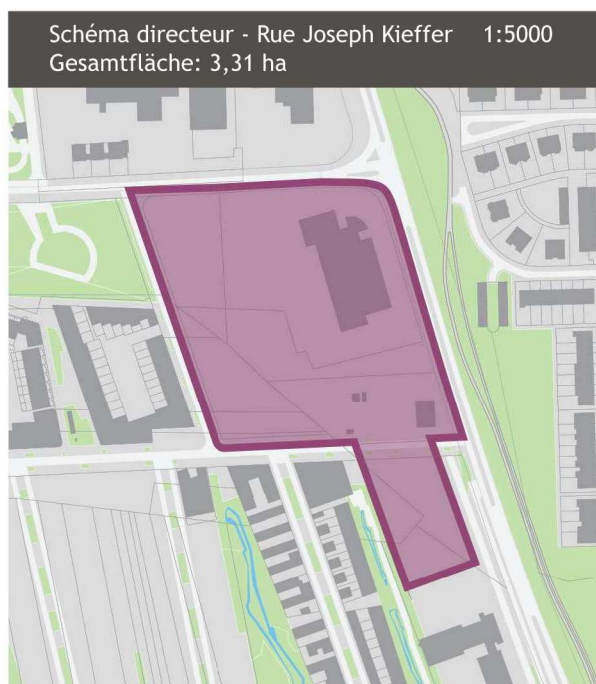 Schéma directeur - Rue Joseph Kieffer 1:5000
Gesamtfläche: 3,31 ha